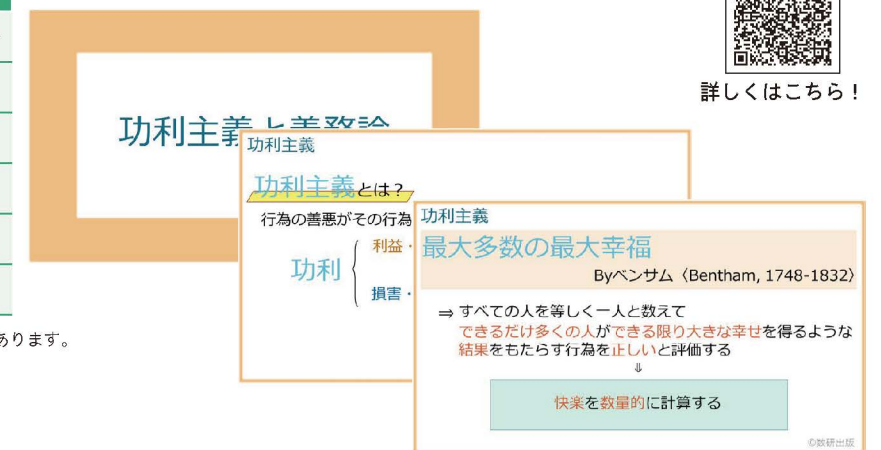 詳しくはこちら！
功利主義と義務論
功利主義
功利主義とは？
行為の善悪がその行為
功利
利益・
損害・
功利主義
最大多数の最大幸福
Byベンサム〈Bentham, 1748-1832〉
⇒ すべての人を等しく一人と数えて
できるだけ多くの人ができる限り大きな幸せを得るような
結果をもたらす行為を正しいと評価する
⇓
快楽を数量的に計算する
©数研出版
あります。